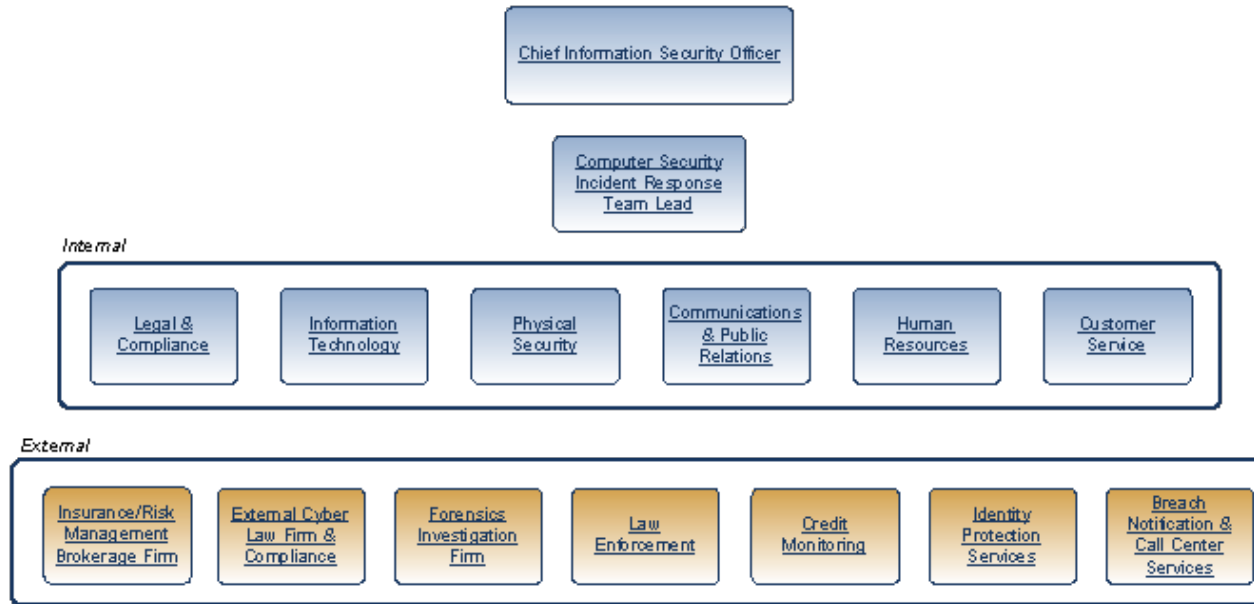 Chief Information Security Officer
Computer Security
Incident Response
Team Lead
Internal
Legal &
Compliance
Information
Technology
Physical
Security
Communications
& Public
Relations
Human
Resources
Customer
Service
External
Insurance/Risk
Management
Brokerage Firm
External Cyber
Law Firm &
Compliance
Forensics
Investigation
Firm
Law
Enforcement
Credit
Monitoring
Identity
Protection
Services
Breach
Notification &
Call Center
Services